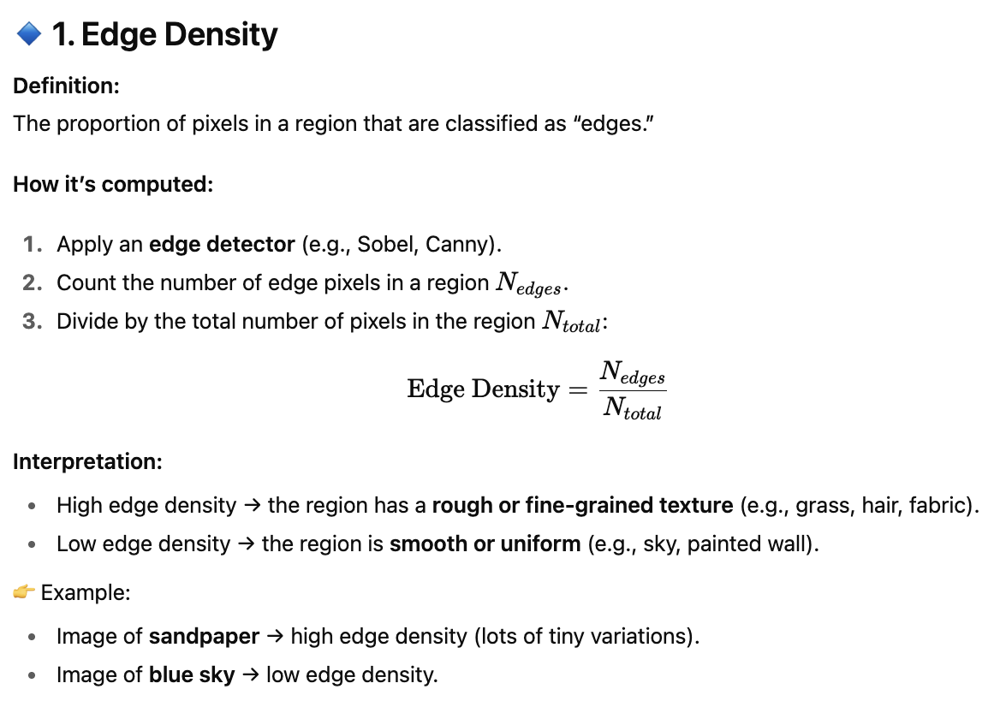 🔷 1. Edge Density
Definition:
The proportion of pixels in a region that are classified as “edges.”
How it’s computed:
1. Apply an edge detector (e.g., Sobel, Canny).
2. Count the number of edge pixels in a region N_{edges}.
3. Divide by the total number of pixels in the region N_{total}:
Edge Density = \frac{N_{edges}}{N_{total}}
Interpretation:
• High edge density → the region has a rough or fine-grained texture (e.g., grass, hair, fabric).
• Low edge density → the region is smooth or uniform (e.g., sky, painted wall).
👉 Example:
• Image of sandpaper → high edge density (lots of tiny variations).
• Image of blue sky → low edge density.